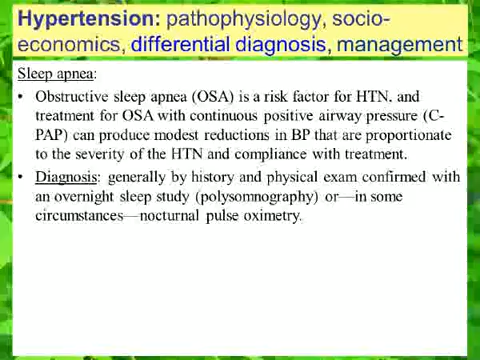 Hypertension: pathophysiology, socio-
economics, differential diagnosis, management
Sleep apnea:
• Obstructive sleep apnea (OSA) is a risk factor for HTN, and
treatment for OSA with continuous positive airway pressure (C-
PAP) can produce modest reductions in BP that are proportionate
to the severity of the HTN and compliance with treatment.
• Diagnosis: generally by history and physical exam confirmed with
an overnight sleep study (polysomnography) or—in some
circumstances—nocturnal pulse oximetry.